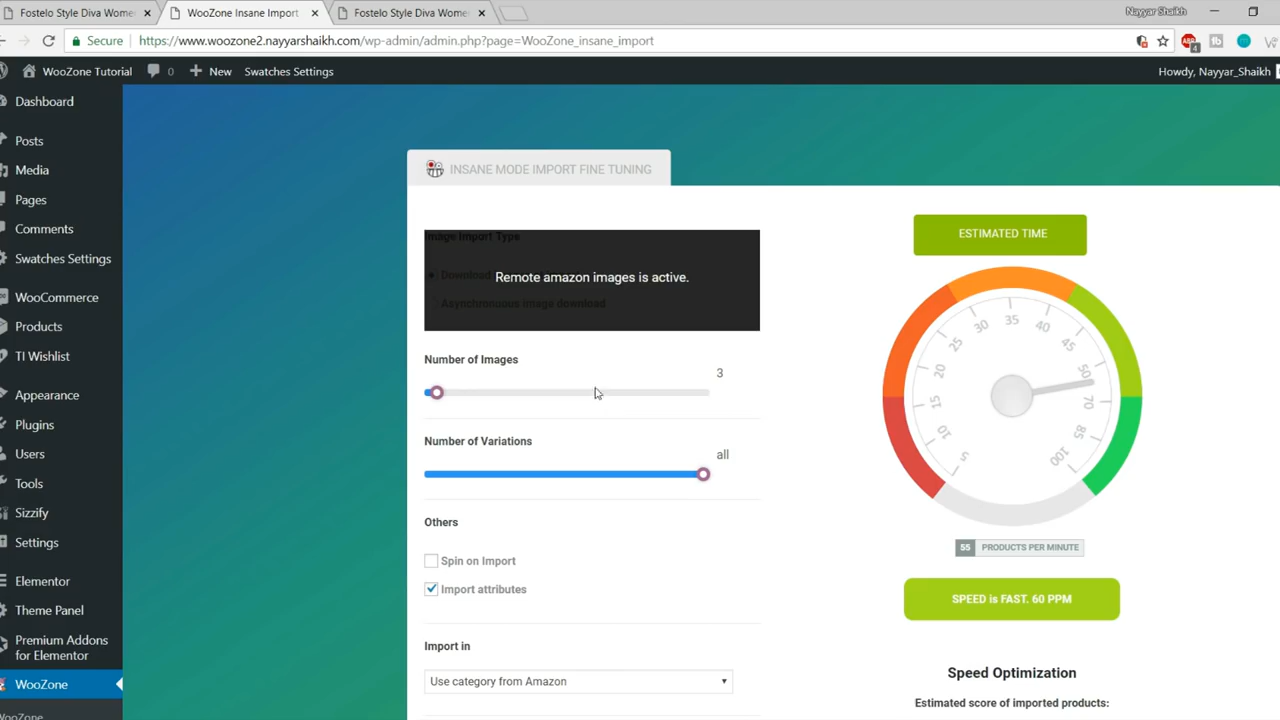 Fostelo Style Diva Wome
WooZone Insane Import
Fostelo Style Diva Wome
Nayyar Shaikh
Secure
https://www.woozone2.nayyarshaikh.com/wp-admin/admin.php?page=WooZone_insane_import
4
WooZone Tutorial
0
New
Swatches Settings
Howdy, Nayyar_Shaikh
Dashboard
Posts
Media
Pages
Comments
Swatches Settings
WooCommerce
Products
TI Wishlist
Appearance
Plugins
Users
Tools
Sizzify
Settings
Elementor
Theme Panel
Premium Addons
for Elementor
WooZone
WooZone
INSANE MODE IMPORT FINE TUNING
Image Import Type
Download
Remote amazon images is active.
Asynchronuous image download
Number of Images
3
Number of Variations
all
Others
Spin on Import
Import attributes
Import in
Use category from Amazon
ESTIMATED TIME
5
10
15
20
25
30
35
40
45
50
70
85
100
55 PRODUCTS PER MINUTE
SPEED is FAST. 60 PPM
Speed Optimization
Estimated score of imported products: